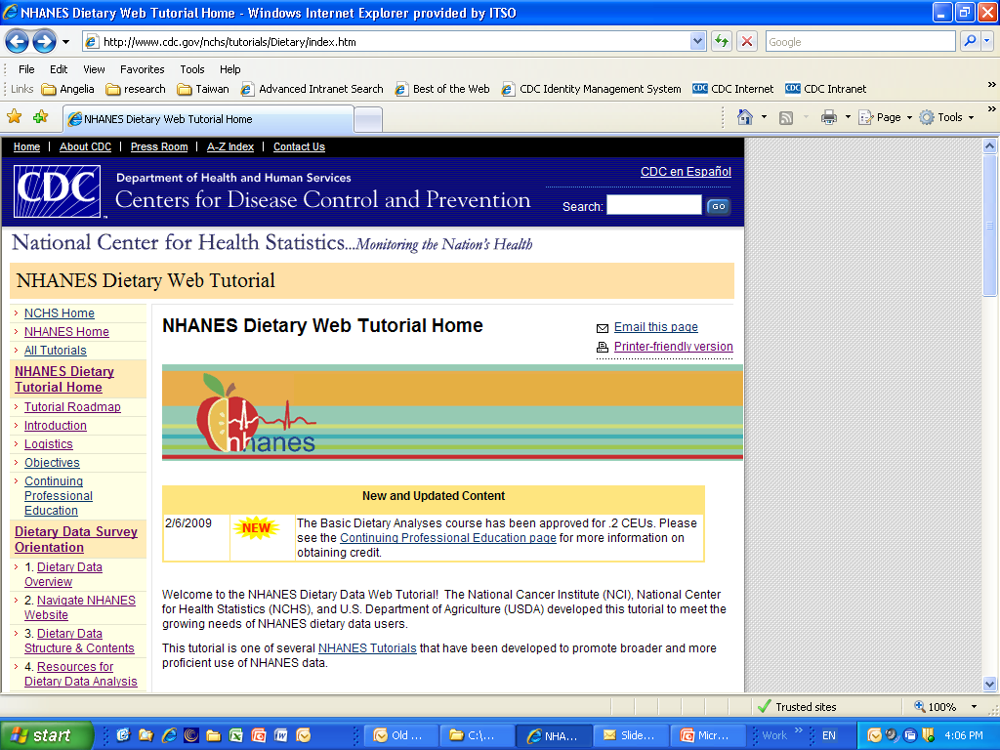 NHANES Dietary Web Tutorial Home - Windows Internet Explorer provided by ITSO
http://www.cdc.gov/nchs/tutorials/Dietary/index.htm
Google
File Edit View Favorites Tools Help
Links Angelia research Taiwan Advanced Intranet Search Best of the Web CDC Identity Management System CDC Internet CDC Intranet »
NHANES Dietary Web Tutorial Home
Page Tools »
Home | About CDC | Press Room | A-Z Index | Contact Us
CDC
™
Department of Health and Human Services
Centers for Disease Control and Prevention
CDC en Español
Search: GO
National Center for Health Statistics...Monitoring the Nation's Health
NHANES Dietary Web Tutorial
› NCHS Home
› NHANES Home
› All Tutorials
NHANES Dietary
Tutorial Home
› Tutorial Roadmap
› Introduction
› Logistics
› Objectives
› Continuing
Professional
Education
Dietary Data Survey
Orientation
› 1. Dietary Data
Overview
› 2. Navigate NHANES
Website
› 3. Dietary Data
Structure & Contents
› 4. Resources for
Dietary Data Analysis
NHANES Dietary Web Tutorial Home
Email this page
Printer-friendly version
nhanes
New and Updated Content
2/6/2009
NEW
The Basic Dietary Analyses course has been approved for .2 CEUs. Please
see the Continuing Professional Education page for more information on
obtaining credit.
Welcome to the NHANES Dietary Data Web Tutorial! The National Cancer Institute (NCI), National Center
for Health Statistics (NCHS), and U.S. Department of Agriculture (USDA) developed this tutorial to meet the
growing needs of NHANES dietary data users.
This tutorial is one of several NHANES Tutorials that have been developed to promote broader and more
proficient use of NHANES data.
Trusted sites 100%
start Old ... C:\... NHA... Slide... Micr... Work » EN 4:06 PM